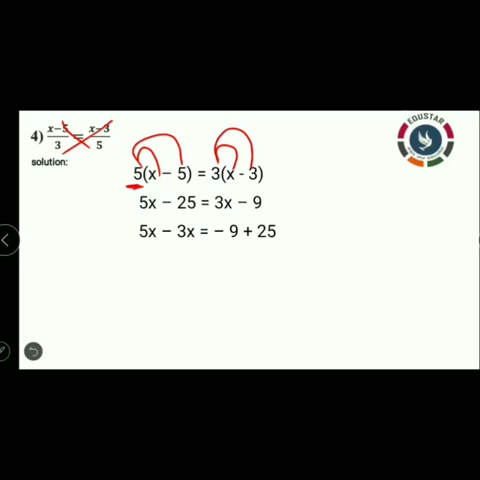 4) x−5/3 = x−3/5
solution:
5(x − 5) = 3(x - 3)
5x − 25 = 3x − 9
5x − 3x = − 9 + 25
EDUSTAR